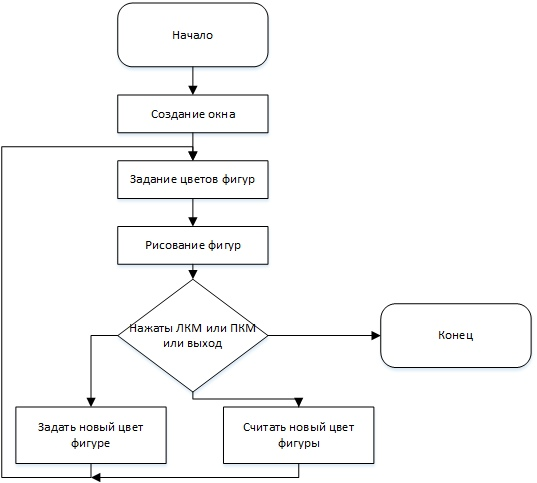 Начало
Создание окна
Задание цветов фигур
Рисование фигур
Нажаты ЛКМ или ПКМ
или выход
Конец
Задать новый цвет
фигуре
Считать новый цвет
фигуры